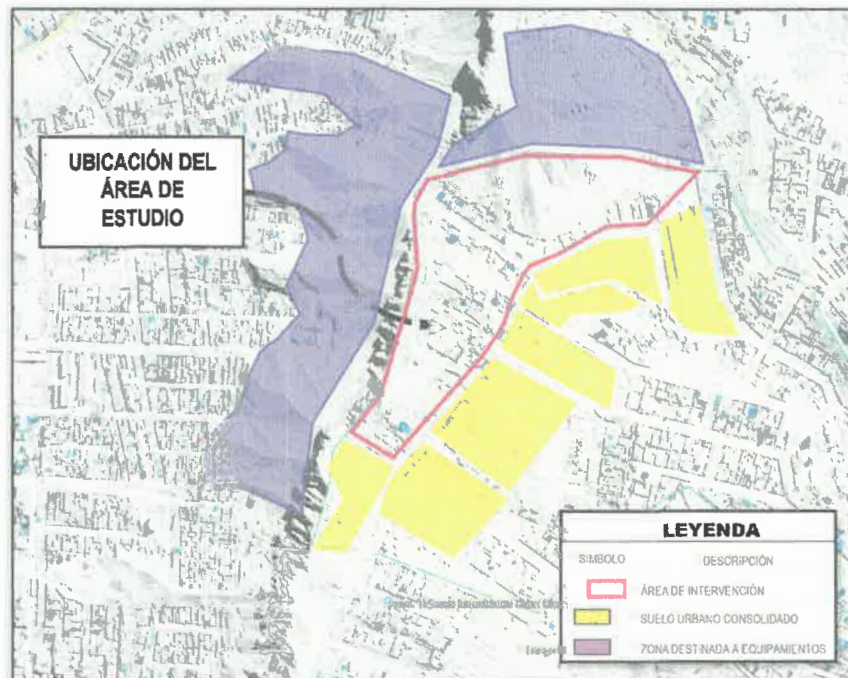 UBICACIÓN DEL
ÁREA DE
ESTUDIO
LEYENDA
SIMBOLO DESCRIPCIÓN
ÁREA DE INTERVENCIÓN
SUELO URBANO CONSOLIDADO
ZONA DESTINADA A EQUIPAMIENTOS